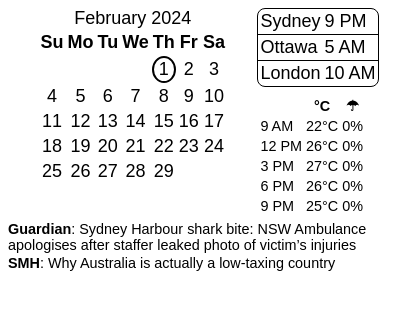 February 2024
Su Mo Tu We Th Fr Sa
1 2 3
4 5 6 7 8 9 10
11 12 13 14 15 16 17
18 19 20 21 22 23 24
25 26 27 28 29
Sydney 9 PM
Ottawa 5 AM
London 10 AM
°C ☂
9 AM 22°C 0%
12 PM 26°C 0%
3 PM 27°C 0%
6 PM 26°C 0%
9 PM 25°C 0%
Guardian: Sydney Harbour shark bite: NSW Ambulance
apologises after staffer leaked photo of victim’s injuries
SMH: Why Australia is actually a low-taxing country